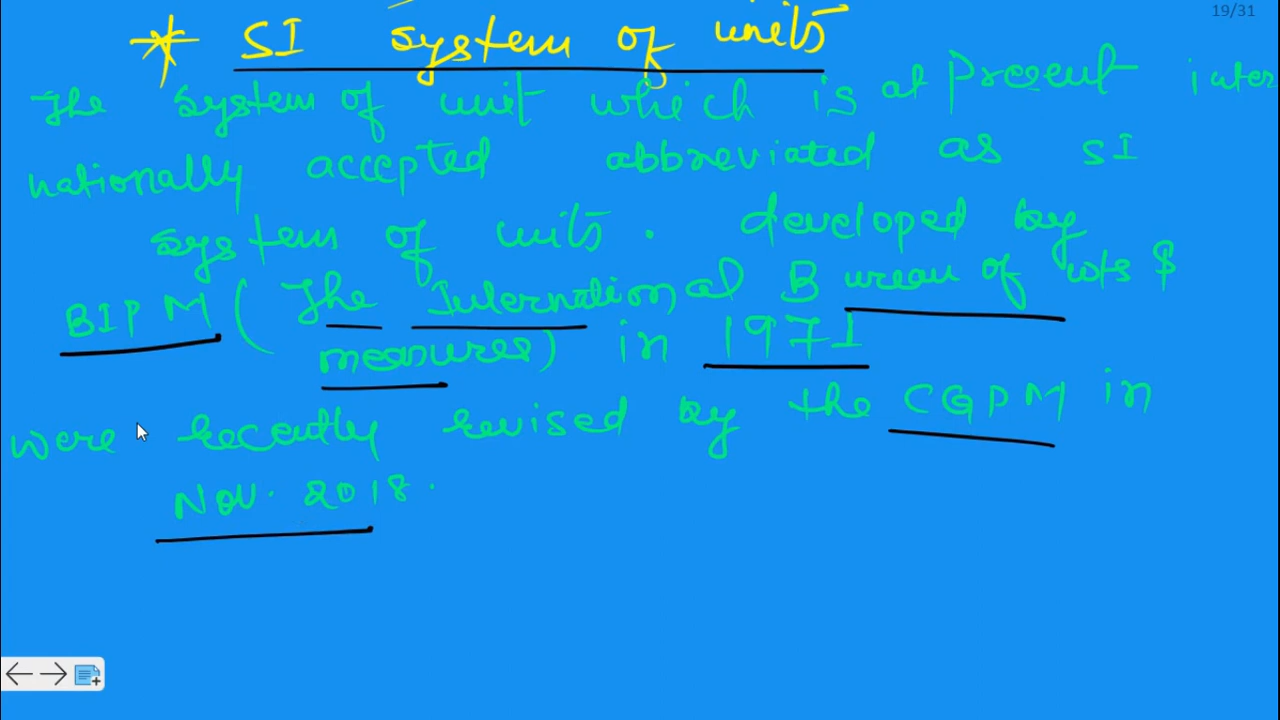 19/31
* SI system of units
The system of unit which is at present inter
nationally accepted abbreviated as SI
system of units. developed by
BIPM (The International Bureau of wts $
measures) in 1971
were recently revised by the CGPM in
Nov. 2018.